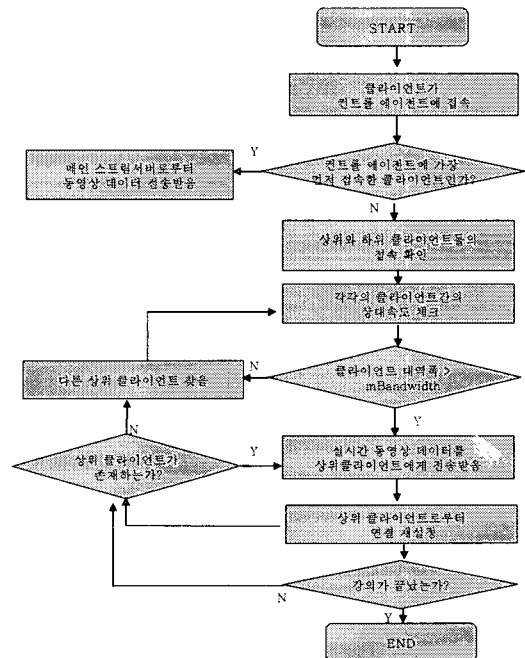 START
클라이언트가
컨트롤 에이전트에 접속
Y
메인 스트림서버로부터
동영상 데이터 전송받음
컨트롤 에이전트에 가장
먼저 접속한 클라이언트인가?
N
상위와 하위 클라이언트들의
접속 확인
각각의 클라이언트간의
상대속도 체크
다른 상위 클라이언트 찾음
N
클라이언트 대역폭 >
mBandwidth
N
Y
상위 클라이언트가
존재하는가?
Y
실시간 동영상 데이터를
상위클라이언트에게 전송받음
상위 클라이언트로부터
연결 재설정
강의가 끝났는가?
N
Y
END